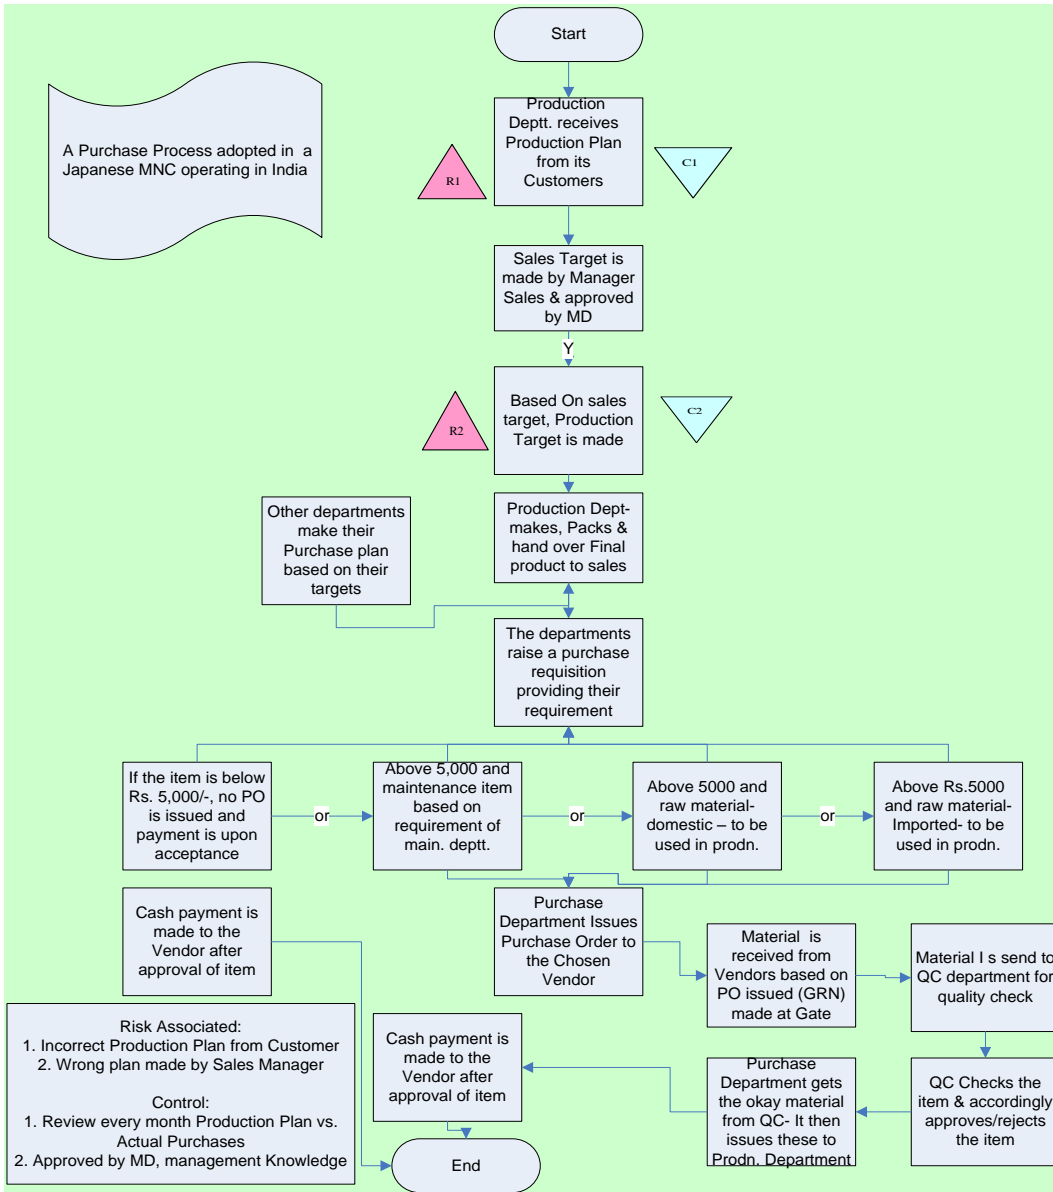 Start
A Purchase Process adopted in a
Japanese MNC operating in India
Production
Deptt. receives
Production Plan
from its
Customers
R1
C1
Sales Target is
made by Manager
Sales & approved
by MD
Y
Based On sales
target, Production
Target is made
R2
C2
Other departments
make their
Purchase plan
based on their
targets
Production Dept-
makes, Packs &
hand over Final
product to sales
The departments
raise a purchase
requisition
providing their
requirement
If the item is below
Rs. 5,000/-, no PO
is issued and
payment is upon
acceptance
or
Above 5,000 and
maintenance item
based on
requirement of
main. deptt.
or
Above 5000 and
raw material-
domestic – to be
used in prodn.
or
Above Rs.5000
and raw material-
Imported- to be
used in prodn.
Cash payment is
made to the
Vendor after
approval of item
Purchase
Department Issues
Purchase Order to
the Chosen
Vendor
Material is
received from
Vendors based on
PO issued (GRN)
made at Gate
Material I s send to
QC department for
quality check
QC Checks the
item & accordingly
approves/rejects
the item
Purchase
Department gets
the okay material
from QC- It then
issues these to
Prodn. Department
Cash payment is
made to the
Vendor after
approval of item
End
Risk Associated:
1. Incorrect Production Plan from Customer
2. Wrong plan made by Sales Manager
Control:
1. Review every month Production Plan vs.
Actual Purchases
2. Approved by MD, management Knowledge